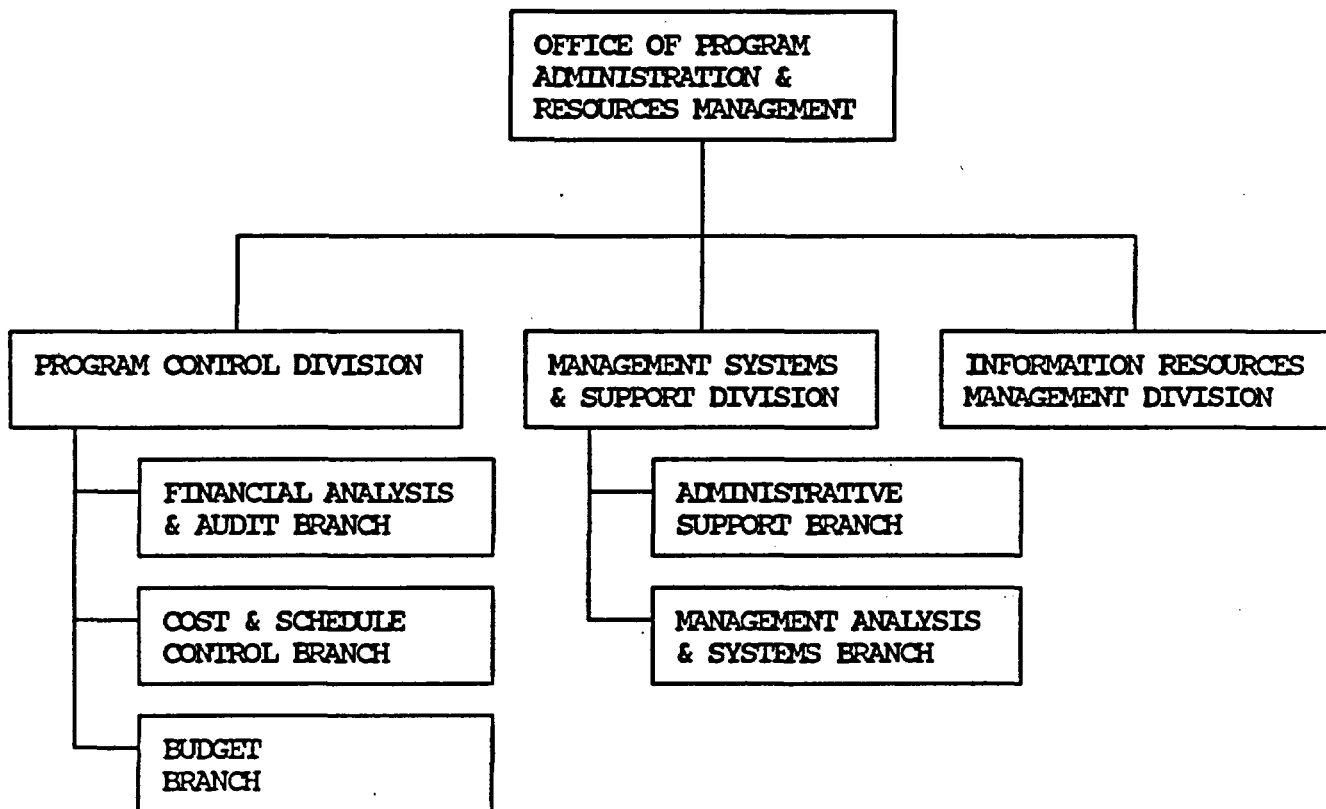 OFFICE OF PROGRAM
ADMINISTRATION &
RESOURCES MANAGEMENT
PROGRAM CONTROL DIVISION
MANAGEMENT SYSTEMS
& SUPPORT DIVISION
INFORMATION RESOURCES
MANAGEMENT DIVISION
FINANCIAL ANALYSIS
& AUDIT BRANCH
COST & SCHEDULE
CONTROL BRANCH
BUDGET
BRANCH
ADMINISTRATIVE
SUPPORT BRANCH
MANAGEMENT ANALYSIS
& SYSTEMS BRANCH